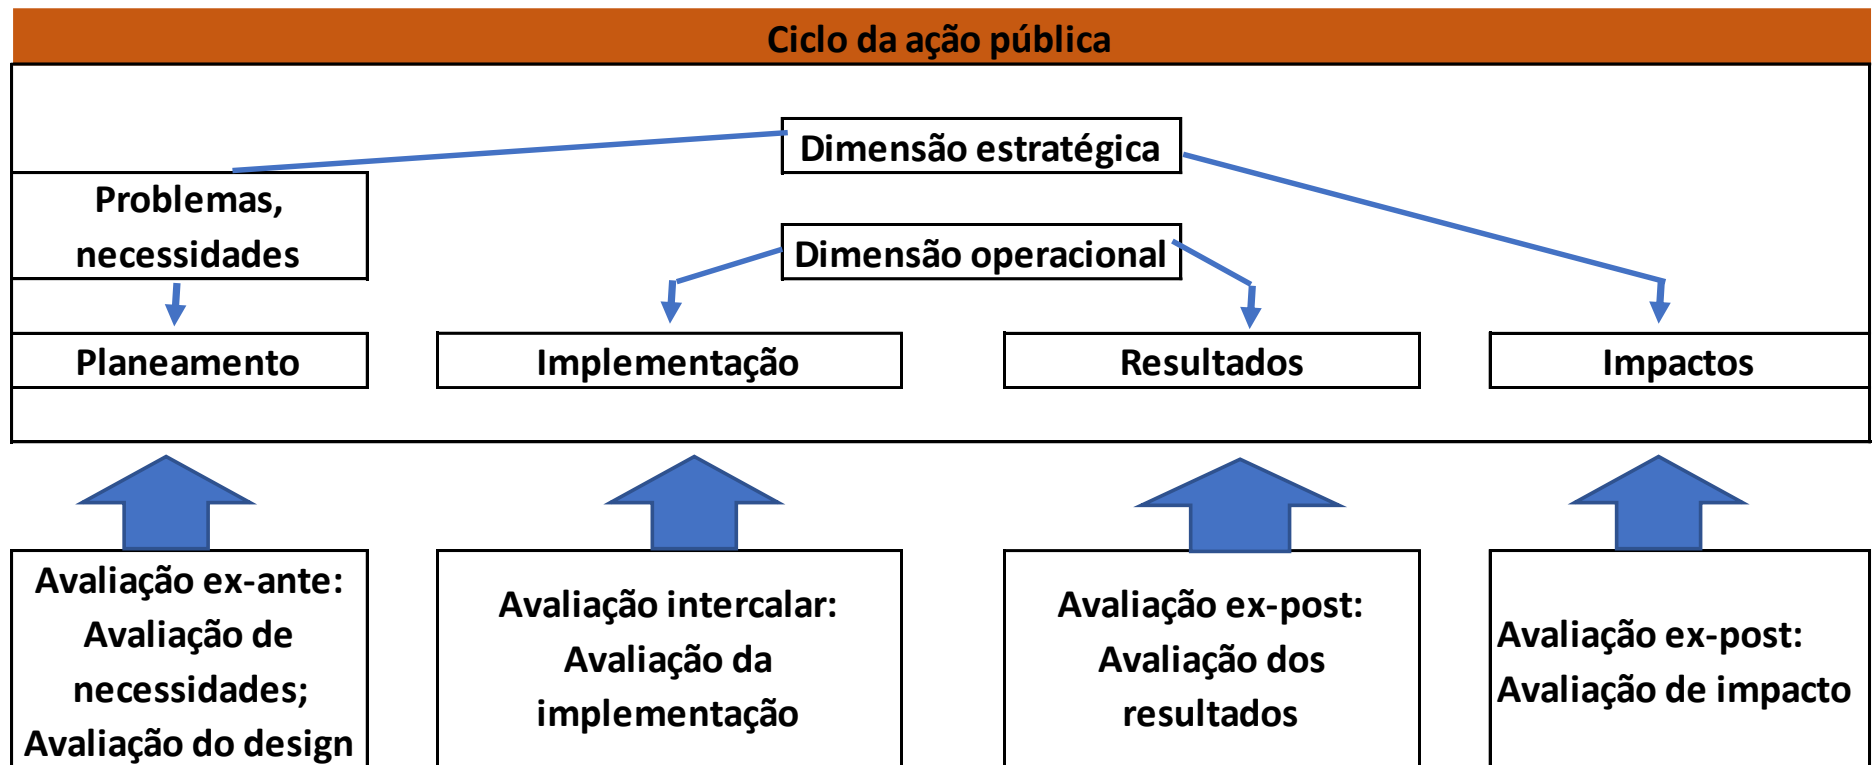 Ciclo da ação pública
Dimensão estratégica
Problemas,
necessidades
Dimensão operacional
Planeamento
Implementação
Resultados
Impactos
Avaliação ex-ante:
Avaliação de
necessidades;
Avaliação do design
Avaliação intercalar:
Avaliação da
implementação
Avaliação ex-post:
Avaliação dos
resultados
Avaliação ex-post:
Avaliação de impacto